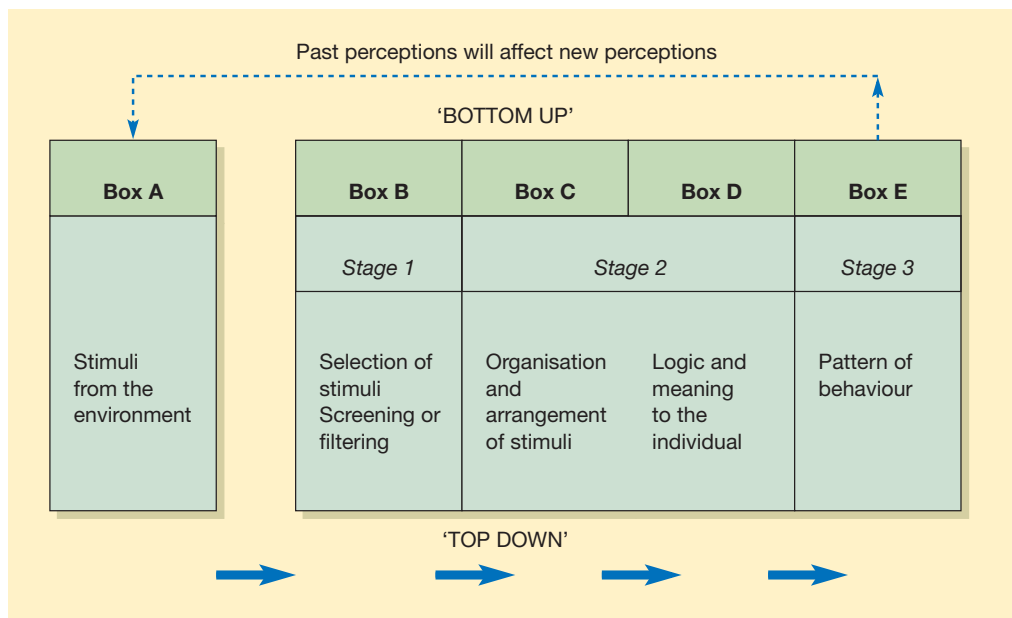 Past perceptions will affect new perceptions
‘BOTTOM UP’
Box A
Box B
Box C
Box D
Box E
Stage 1
Stage 2
Stage 3
Stimuli
from the
environment
Selection of
stimuli
Screening or
filtering
Organisation
and
arrangement
of stimuli
Logic and
meaning
to the
individual
Pattern of
behaviour
‘TOP DOWN’